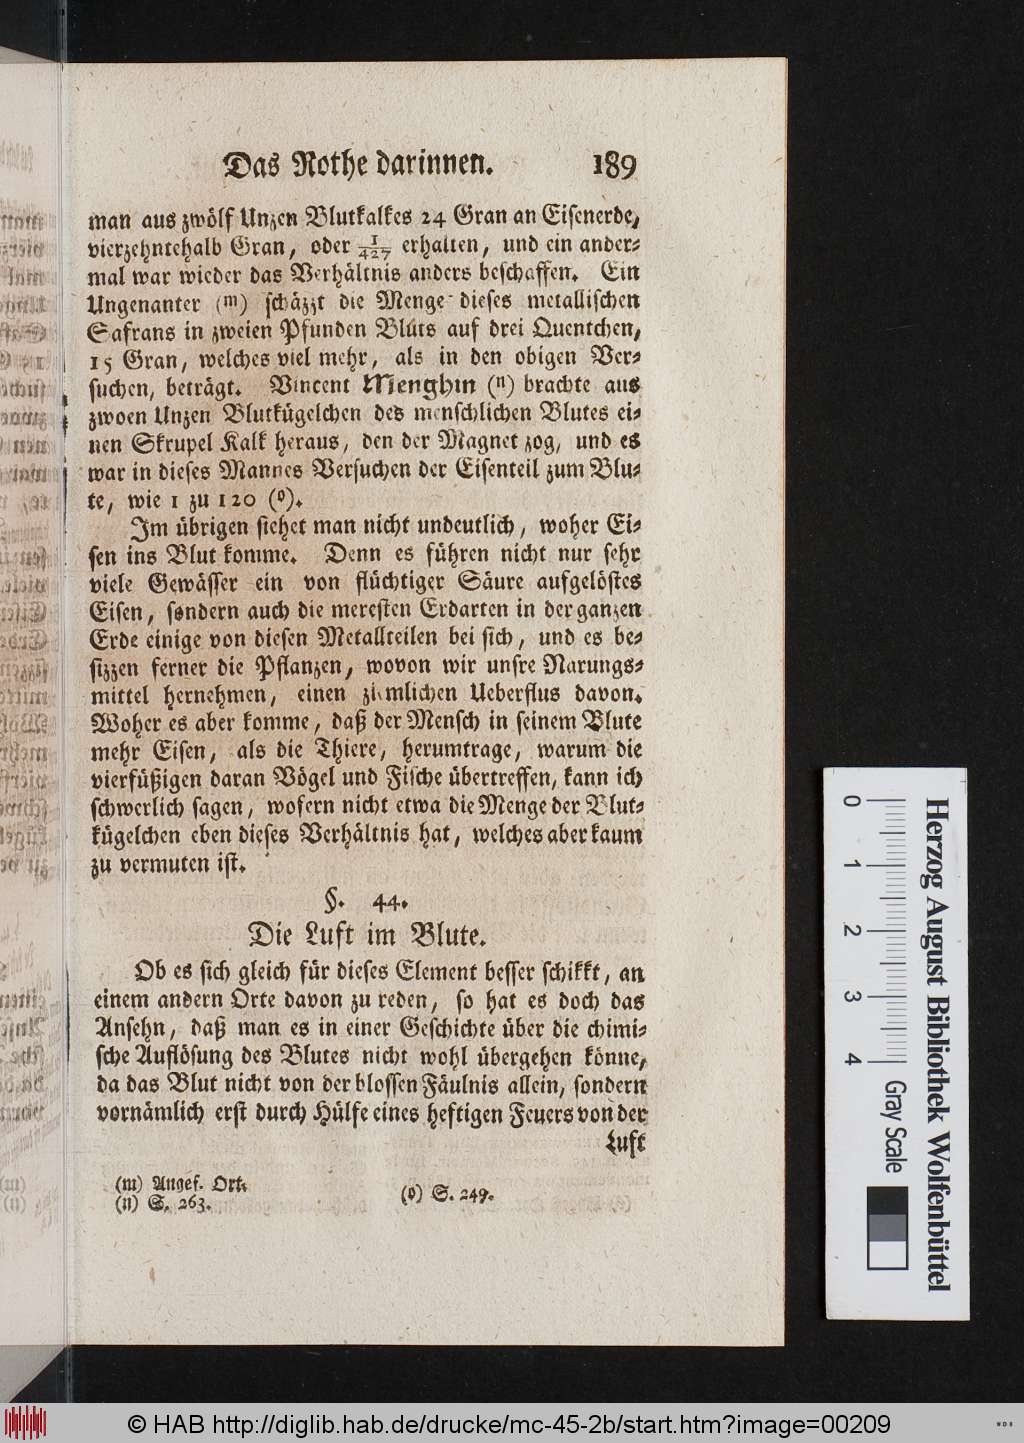 Das Rothe darinnen. 189
man aus zwölf Unzen Blutkalkes 24 Gran an Eisenerde,
vierzehntehalb Gran, oder 1/427 erhalten, und ein ander-
mal war wieder das Verhältnis anders beschaffen. Ein
Ungenanter (m) schäzzt die Menge dieses metallischen
Safrans in zweien Pfunden Bluts auf drei Quentchen,
15 Gran, welches viel mehr, als in den obigen Ver-
suchen, beträgt. Vincent Menghin (n) brachte aus
zwoen Unzen Blutkügelchen des menschlichen Blutes ei-
nen Skrupel Kalk heraus, den der Magnet zog, und es
war in dieses Mannes Versuchen der Eisenteil zum Blu-
te, wie 1 zu 120 (o).
Im übrigen siehet man nicht undeutlich, woher Ei-
sen ins Blut komme. Denn es führen nicht nur sehr
viele Gewässer ein von flüchtiger Säure aufgelöstes
Eisen, sondern auch die meresten Erdarten in der ganzen
Erde einige von diesen Metallteilen bei sich, und es be-
sizzen ferner die Pflanzen, wovon wir unsre Narungs-
mittel hernehmen, einen zimlichen Ueberflus davon.
Woher es aber komme, daß der Mensch in seinem Blute
mehr Eisen, als die Thiere, herumtrage, warum die
vierfüßigen daran Vögel und Fische übertreffen, kann ich
schwerlich sagen, wofern nicht etwa die Menge der Blut-
kügelchen eben dieses Verhältnis hat, welches aber kaum
zu vermuten ist.
§. 44.
Die Luft im Blute.
Ob es sich gleich für dieses Element besser schikkt, an
einem andern Orte davon zu reden, so hat es doch das
Ansehn, daß man es in einer Geschichte über die chimi-
sche Auflösung des Blutes nicht wohl übergehen könne,
da das Blut nicht von der blossen Fäulnis allein, sondern
vornämlich erst durch Hülfe eines heftigen Feuers von der
Luft
(m) Angef. Ort.
(n) S. 263.
(o) S. 249.
0 1 2 3 4 Gray Scale
Herzog August Bibliothek Wolfenbüttel
© HAB http://diglib.hab.de/drucke/mc-45-2b/start.htm?image=00209